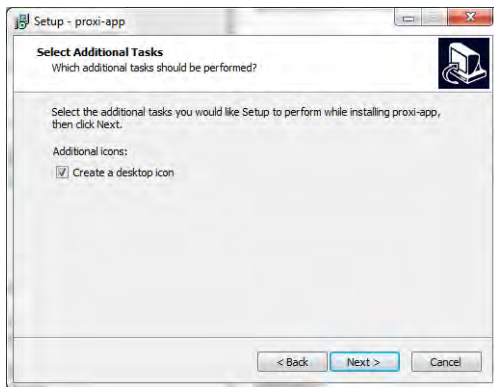 Setup - proxi-app
Select Additional Tasks
Which additional tasks should be performed?
Select the additional tasks you would like Setup to perform while installing proxi-app,
then click Next.
Additional icons:
Create a desktop icon
< Back
Next >
Cancel